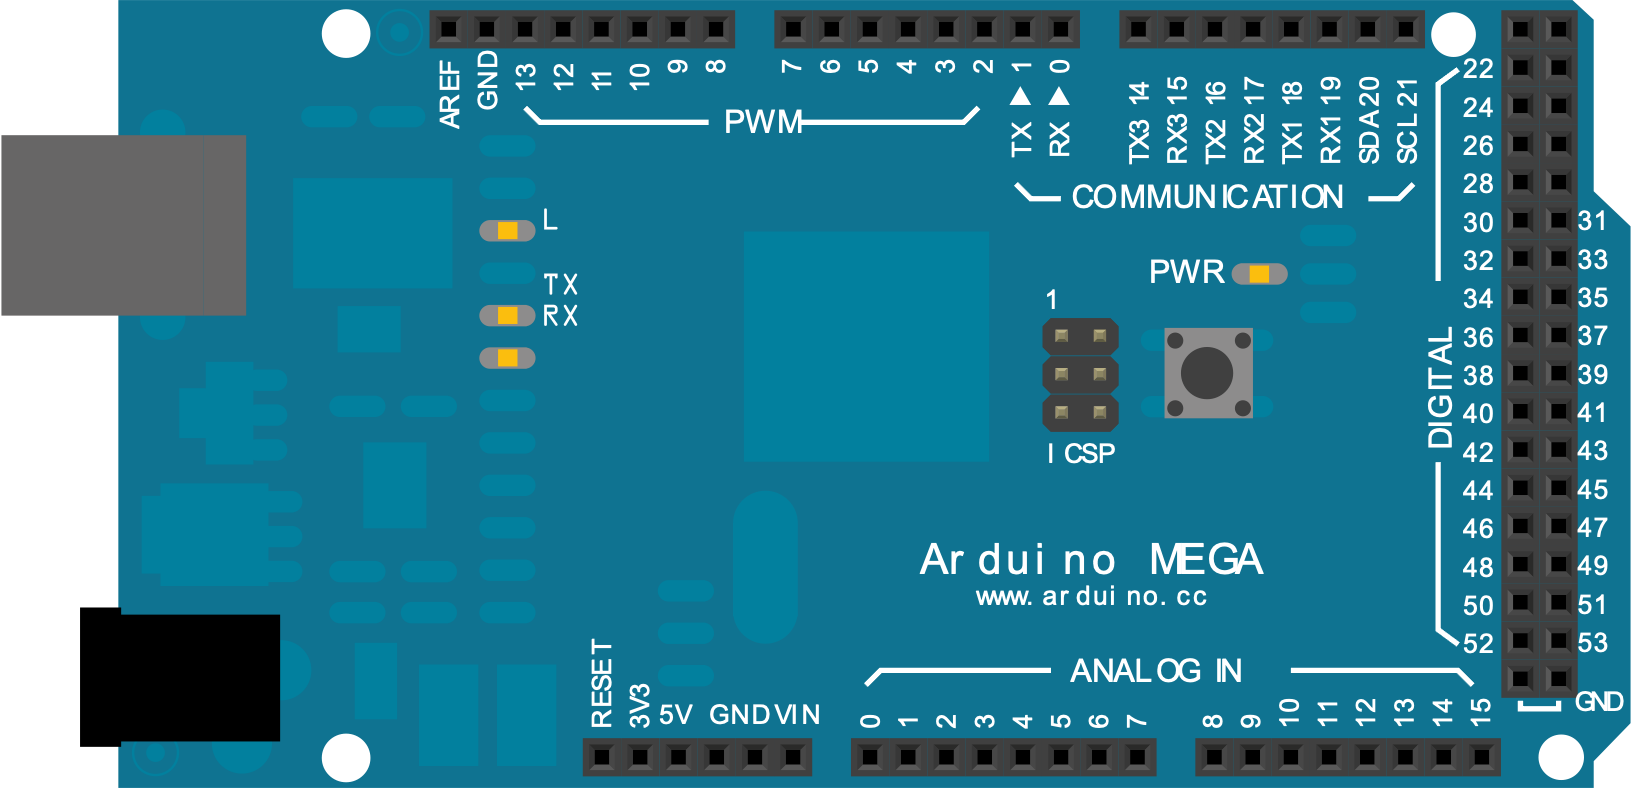 AREF GND 13 12 11 10 9 8 7 6 5 4 3 2 1 0
TX RX
TX3 14
RX3 15
TX2 16
RX2 17
TX1 18
RX1 19
SDA 20
SCL 21
PWM
COMMUNICATION
L
TX
RX
PWR
1
ICSP
22
24
26
28
30 31
32 33
34 35
36 37
38 39
40 41
42 43
44 45
46 47
48 49
50 51
52 53
GND
DIGITAL
Arduino MEGA
www.arduino.cc
ANALOG IN
RESET 3V3 5V GND VIN
0 1 2 3 4 5 6 7 8 9 10 11 12 13 14 15